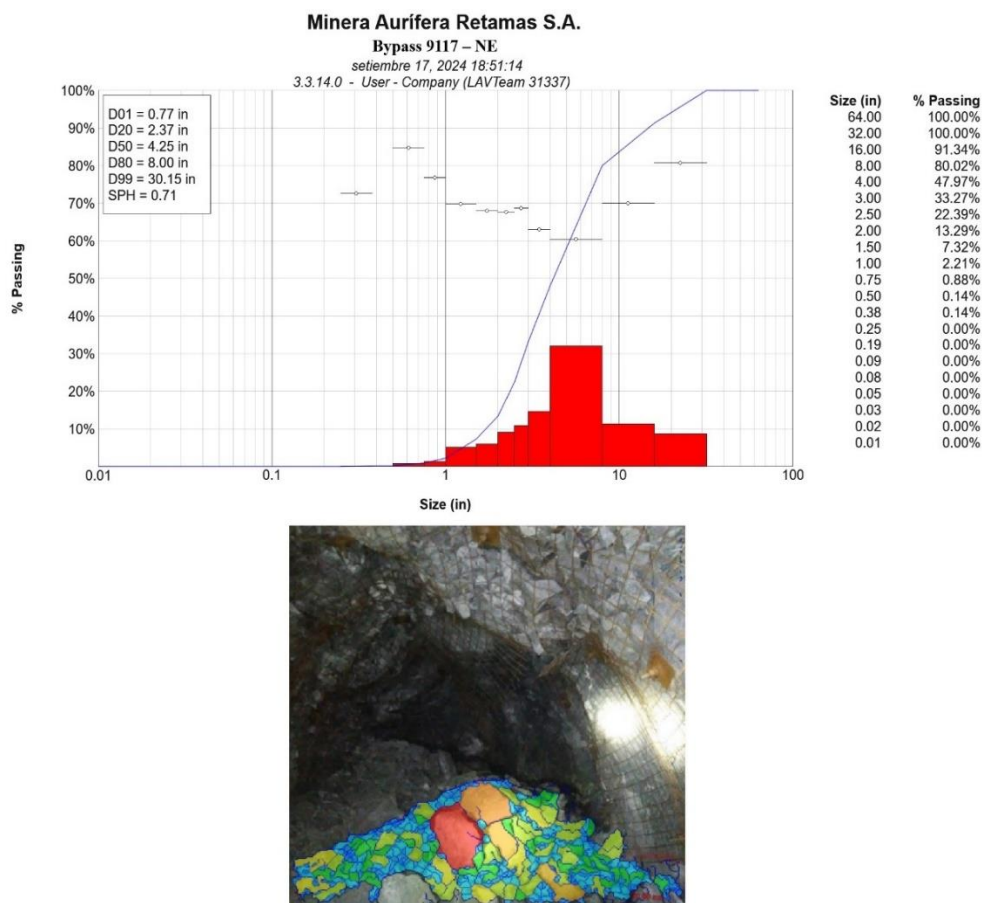 Minera Aurífera Retamas S.A.
Bypass 9117 – NE
setiembre 17, 2024 18:51:14
3.3.14.0 - User - Company (LAVTeam 31337)
D01 = 0.77 in
D20 = 2.37 in
D50 = 4.25 in
D80 = 8.00 in
D99 = 30.15 in
SPH = 0.71
100%
90%
80%
70%
60%
50%
40%
30%
20%
10%
% Passing
0.01 0.1 1 10 100
Size (in)
Size (in) % Passing
64.00 100.00%
32.00 100.00%
16.00 91.34%
8.00 80.02%
4.00 47.97%
3.00 33.27%
2.50 22.39%
2.00 13.29%
1.50 7.32%
1.00 2.21%
0.75 0.88%
0.50 0.14%
0.38 0.14%
0.25 0.00%
0.19 0.00%
0.09 0.00%
0.08 0.00%
0.05 0.00%
0.03 0.00%
0.02 0.00%
0.01 0.00%